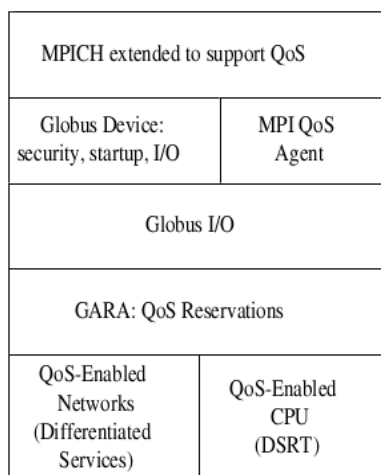 MPICH extended to support QoS
Globus Device:
security, startup, I/O
MPI QoS
Agent
Globus I/O
GARA: QoS Reservations
QoS-Enabled
Networks
(Differentiated
Services)
QoS-Enabled
CPU
(DSRT)